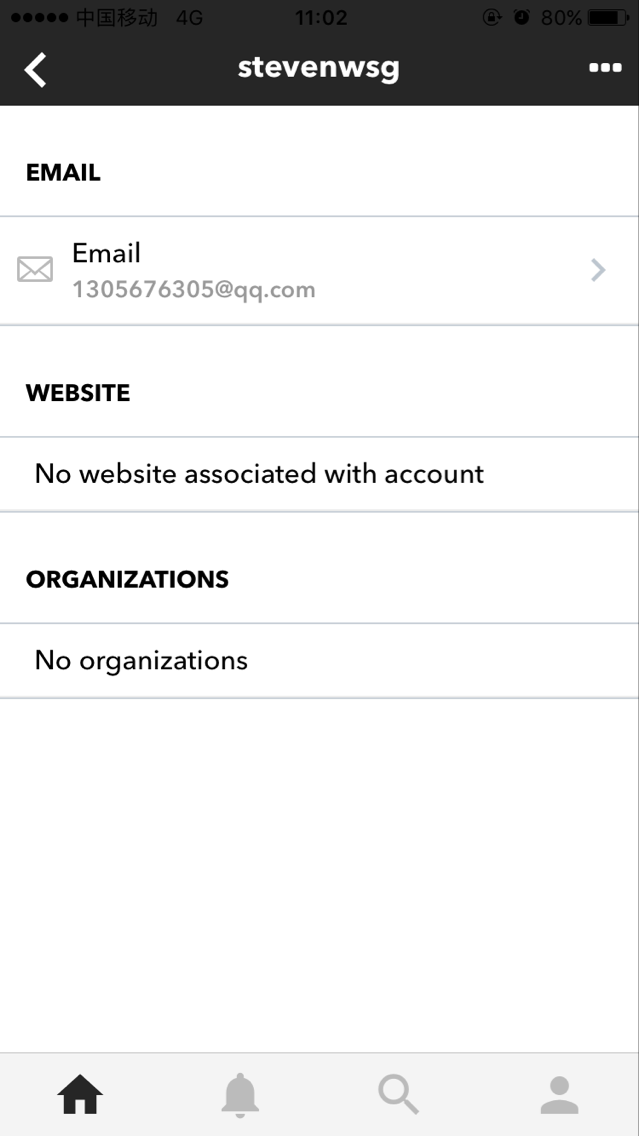 中国移动 4G 11:02 80%
stevenwsg
EMAIL
Email
1305676305@qq.com
WEBSITE
No website associated with account
ORGANIZATIONS
No organizations